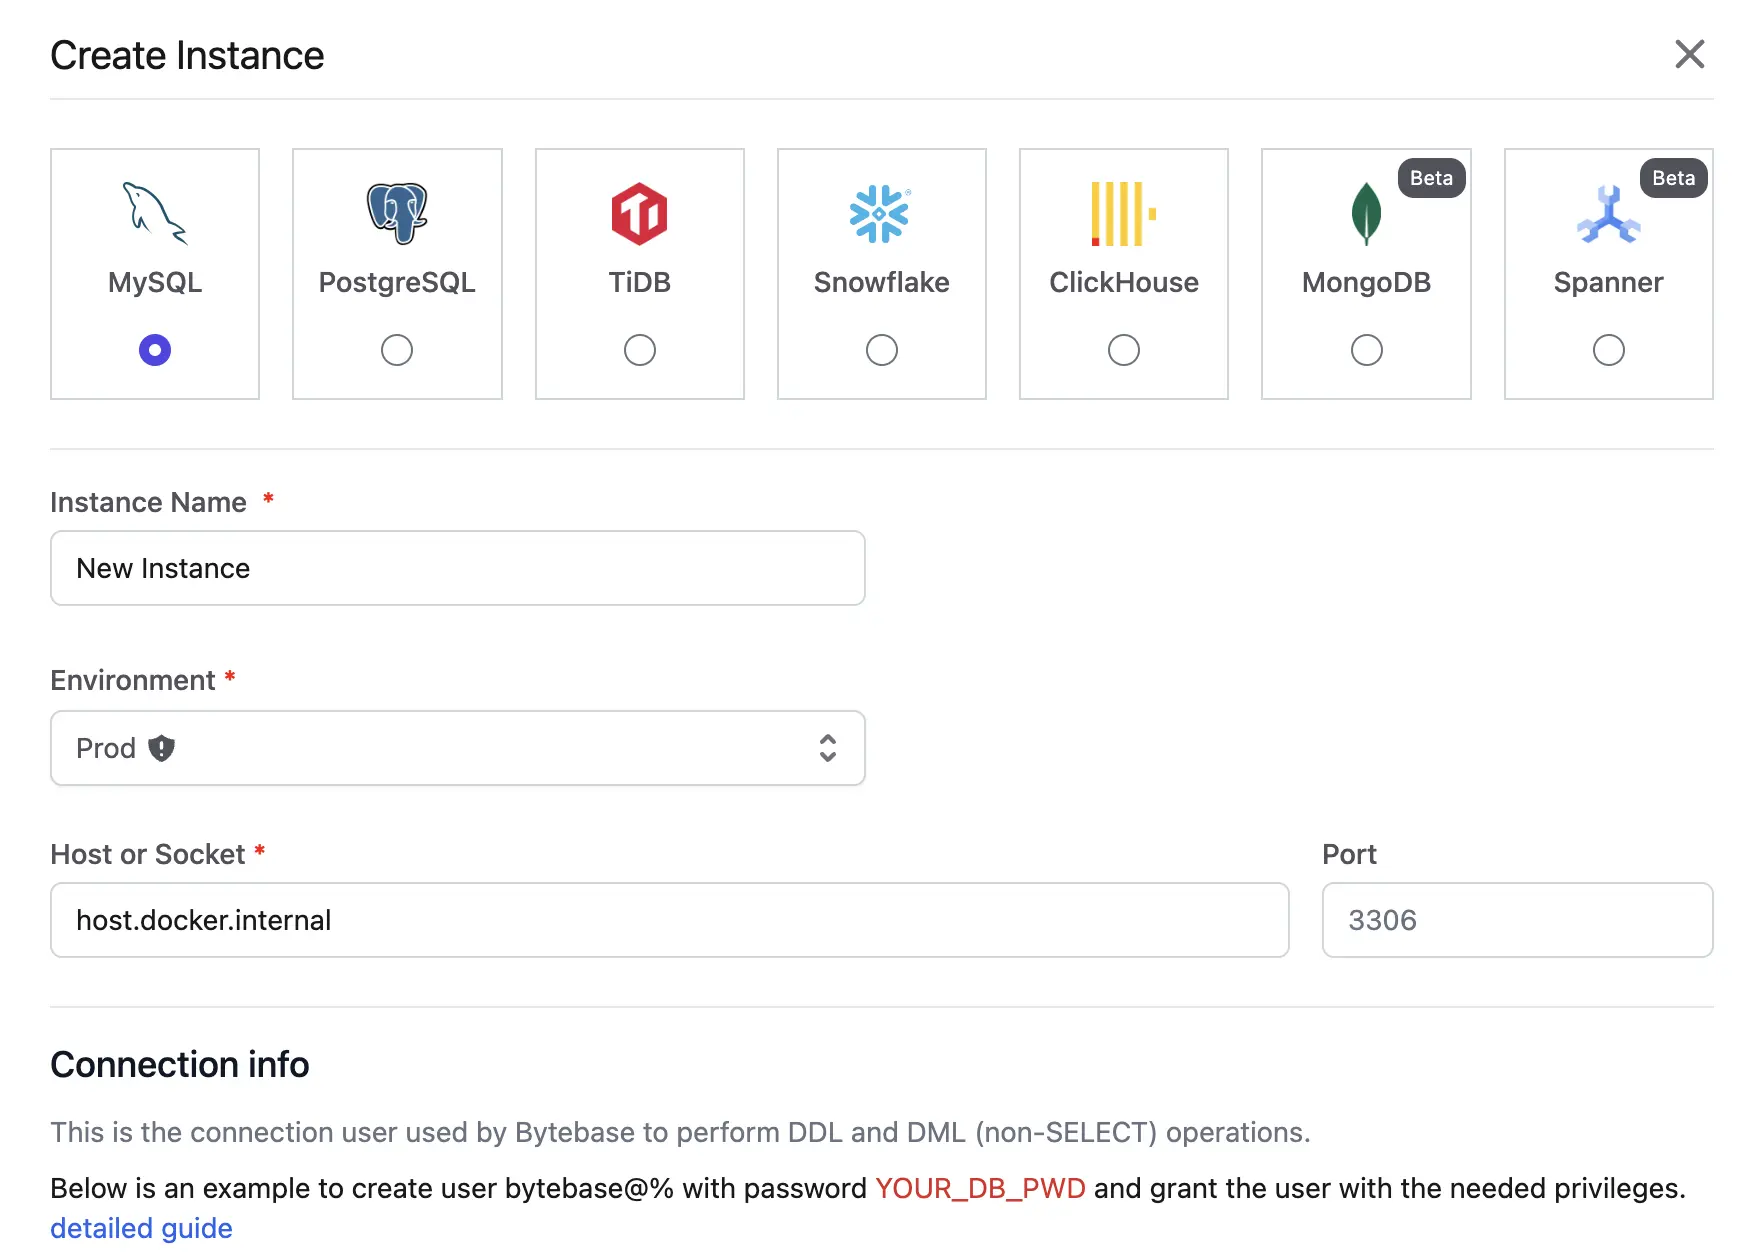 Create Instance
Beta
Beta
MySQL
PostgreSQL
TiDB
Snowflake
ClickHouse
MongoDB
Spanner
Instance Name *
New Instance
Environment *
Prod
Host or Socket *
Port
host.docker.internal
3306
Connection info
This is the connection user used by Bytebase to perform DDL and DML (non-SELECT) operations.
Below is an example to create user bytebase@% with password YOUR_DB_PWD and grant the user with the needed privileges.
detailed guide